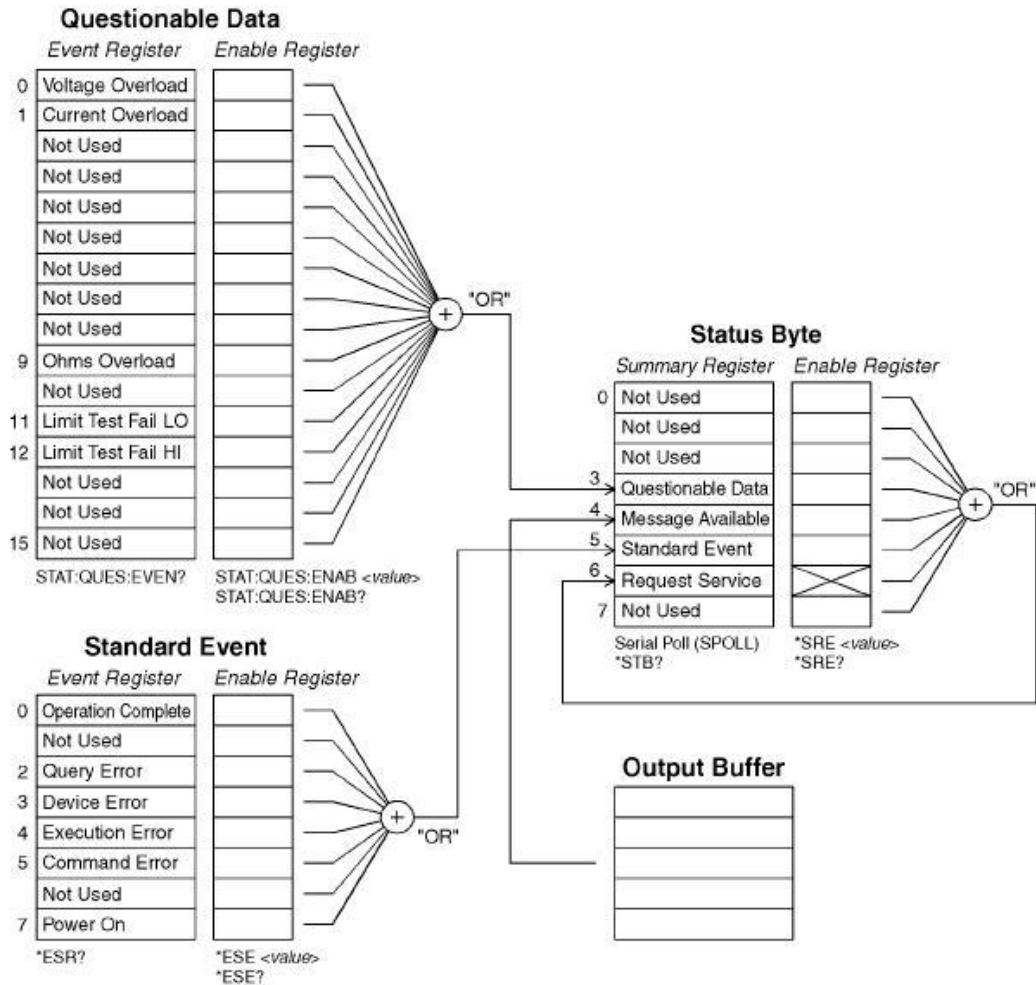 Questionable Data
Event Register Enable Register
0 Voltage Overload
1 Current Overload
Not Used
Not Used
Not Used
Not Used
Not Used
Not Used
Not Used
9 Ohms Overload
Not Used
11 Limit Test Fail LO
12 Limit Test Fail HI
Not Used
Not Used
15 Not Used
STAT:QUES:EVEN? STAT:QUES:ENAB <value>
STAT:QUES:ENAB?
+
"OR"
Standard Event
Event Register Enable Register
0 Operation Complete
Not Used
2 Query Error
3 Device Error
4 Execution Error
5 Command Error
Not Used
7 Power On
*ESR? *ESE <value>
*ESE?
+
"OR"
Status Byte
Summary Register Enable Register
0 Not Used
Not Used
Not Used
3 Questionable Data
4 Message Available
5 Standard Event
6 Request Service
7 Not Used
Serial Poll (SPOLL) *SRE <value>
*STB? *SRE?
+
"OR"
Output Buffer